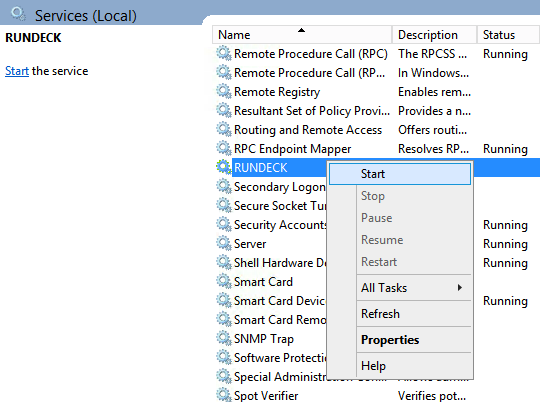 Services (Local)
RUNDECK
Start the service
Name Description Status
Remote Procedure Call (RPC) The RPCSS ... Running
Remote Procedure Call (RP... In Windows...
Remote Registry Enables rem...
Resultant Set of Policy Provi... Provides a n...
Routing and Remote Access Offers routi...
RPC Endpoint Mapper Resolves RP... Running
RUNDECK
Secondary Logon
Secure Socket Tu
Security Accounts Running
Server Running
Shell Hardware De Running
Smart Card
Smart Card Devic Running
Smart Card Remo
SNMP Trap
Software Protectio
Special Administration Con... Allows adm...
Spot Verifier Verifies pot...
Start
Stop
Pause
Resume
Restart
All Tasks
Refresh
Properties
Help